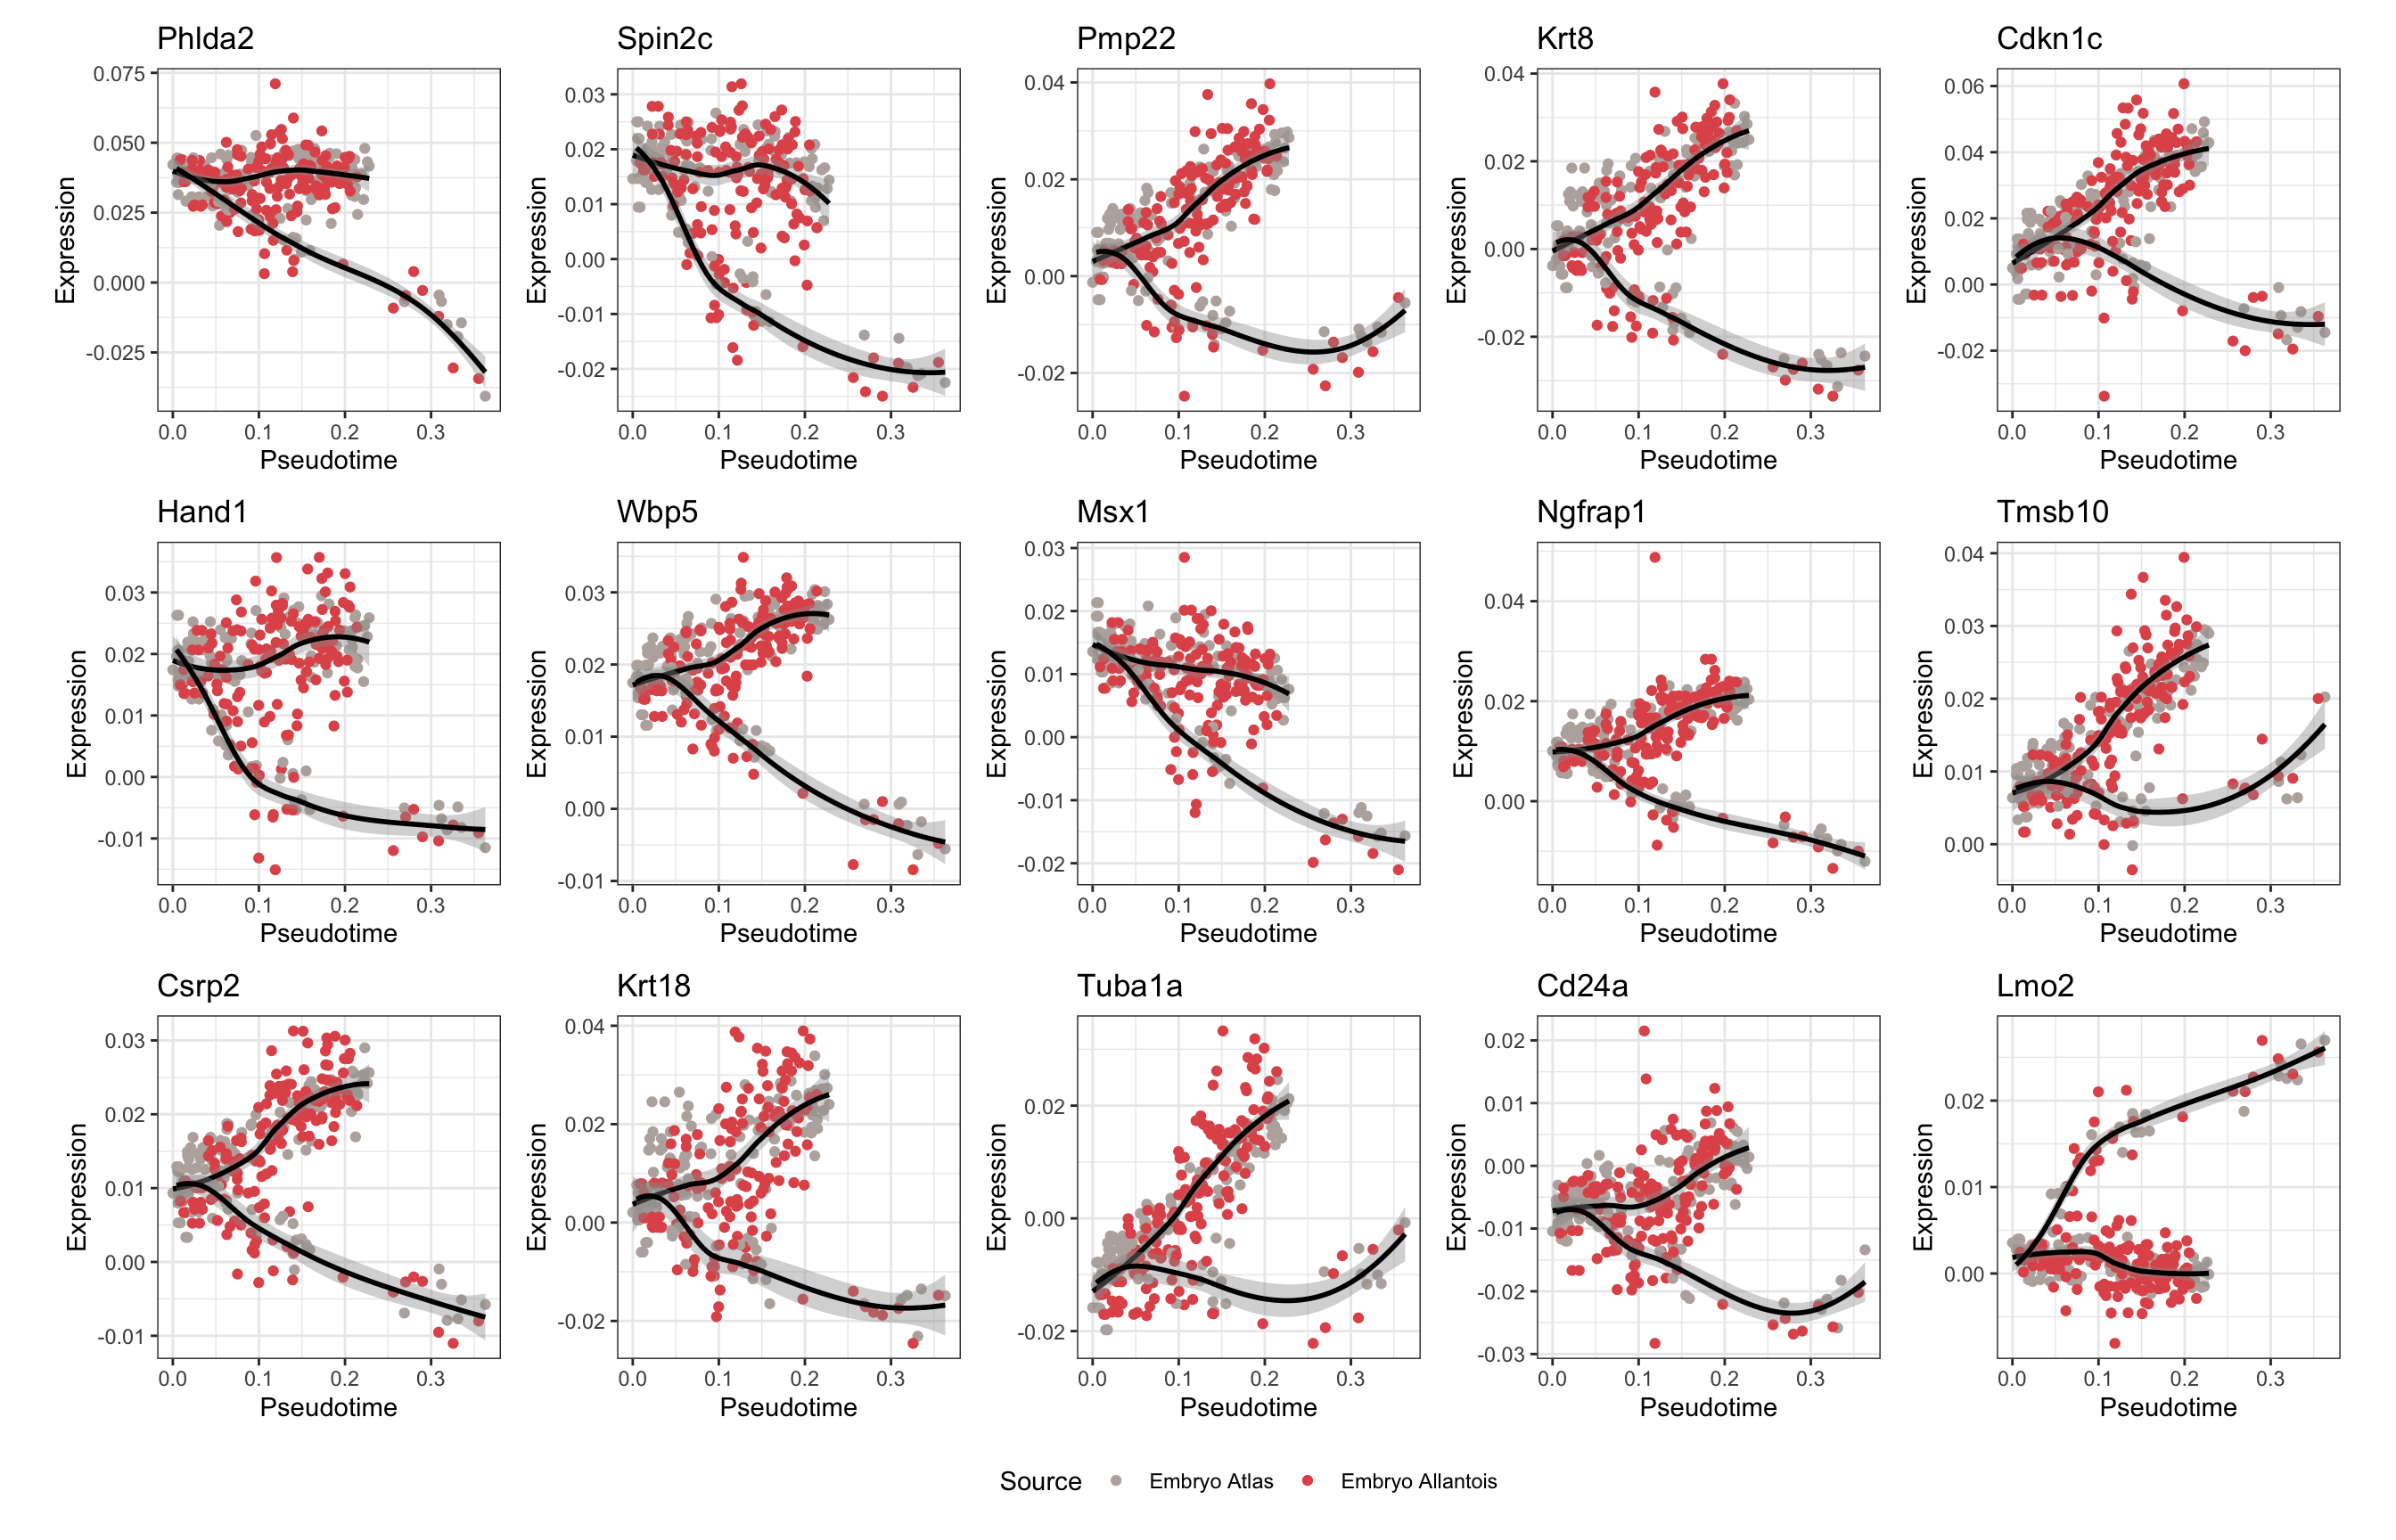 Phlda2 Spin2c Pmp22 Krt8 Cdkn1c
Expression
0.075
0.050
0.025
0.000
-0.025
0.0 0.1 0.2 0.3
Pseudotime
Expression
0.03
0.02
0.01
0.00
-0.01
-0.02
0.0 0.1 0.2 0.3
Pseudotime
Expression
0.04
0.02
0.00
-0.02
0.0 0.1 0.2 0.3
Pseudotime
Expression
0.04
0.02
0.00
-0.02
0.0 0.1 0.2 0.3
Pseudotime
Expression
0.06
0.04
0.02
0.00
-0.02
0.0 0.1 0.2 0.3
Pseudotime
Hand1 Wbp5 Msx1 Ngfrap1 Tmsb10
Expression
0.03
0.02
0.01
0.00
-0.01
0.0 0.1 0.2 0.3
Pseudotime
Expression
0.03
0.02
0.01
0.00
-0.01
0.0 0.1 0.2 0.3
Pseudotime
Expression
0.03
0.02
0.01
0.00
-0.01
-0.02
0.0 0.1 0.2 0.3
Pseudotime
Expression
0.04
0.02
0.00
0.0 0.1 0.2 0.3
Pseudotime
Expression
0.04
0.03
0.02
0.01
0.00
0.0 0.1 0.2 0.3
Pseudotime
Csrp2 Krt18 Tuba1a Cd24a Lmo2
Expression
0.03
0.02
0.01
0.00
-0.01
0.0 0.1 0.2 0.3
Pseudotime
Expression
0.04
0.02
0.00
-0.02
0.0 0.1 0.2 0.3
Pseudotime
Expression
0.02
0.00
-0.02
0.0 0.1 0.2 0.3
Pseudotime
Expression
0.02
0.01
0.00
-0.01
-0.02
-0.03
0.0 0.1 0.2 0.3
Pseudotime
Expression
0.02
0.01
0.00
0.0 0.1 0.2 0.3
Pseudotime
Source Embryo Atlas Embryo Allantois